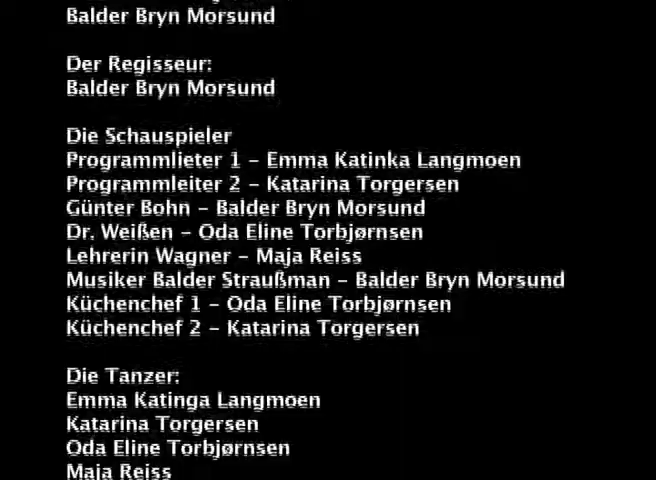 Balder Bryn Morsund
Der Regisseur:
Balder Bryn Morsund
Die Schauspieler
Programmlieter 1 – Emma Katinka Langmoen
Programmleiter 2 – Katarina Torgersen
Günter Bohn – Balder Bryn Morsund
Dr. Weißen – Oda Eline Torbjørnsen
Lehrerin Wagner – Maja Reiss
Musiker Balder Straußman – Balder Bryn Morsund
Küchenchef 1 – Oda Eline Torbjørnsen
Küchenchef 2 – Katarina Torgersen
Die Tanzer:
Emma Katinga Langmoen
Katarina Torgersen
Oda Eline Torbjørnsen
Maja Reiss